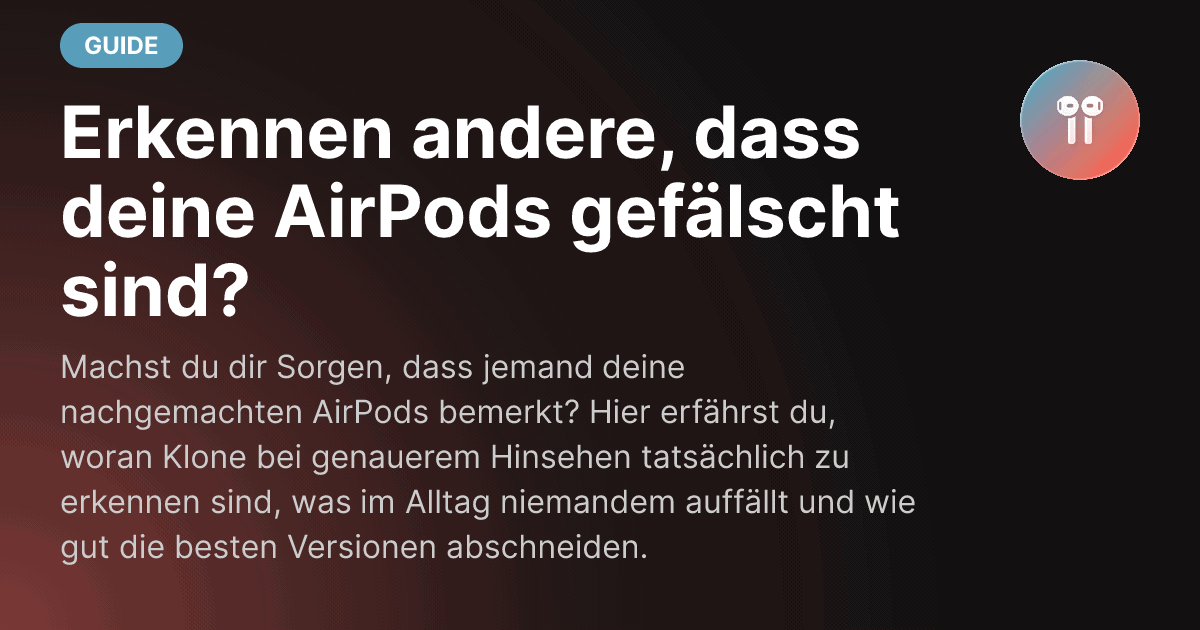 GUIDE
Erkennen andere, dass
deine AirPods gefälscht
sind?
Machst du dir Sorgen, dass jemand deine
nachgemachten AirPods bemerkt? Hier erfährst du,
woran Klone bei genauerem Hinsehen tatsächlich zu
erkennen sind, was im Alltag niemandem auffällt und wie
gut die besten Versionen abschneiden.